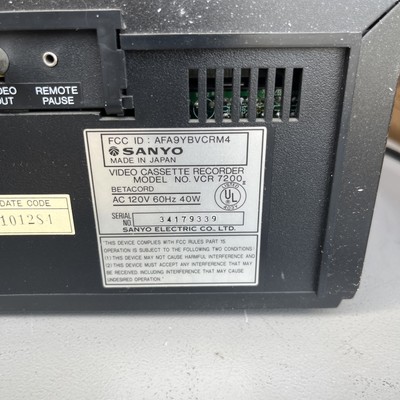 DEO
OUT
REMOTE
PAUSE
FCC ID : AFA9YBVCRM4
SANYO
MADE IN JAPAN
VIDEO CASSETTE RECORDER
MODEL NO. VCR 7200
BETACORD
AC 120V 60Hz 40W
LISTED
UL
SERIAL
NO
34179339
SANYO ELECTRIC CO. LTD.
THIS DEVICE COMPLIES WITH FCC RULES PART 15.
OPERATION IS SUBJECT TO THE FOLLOWING TWO CONDITIONS:
(1) THIS DEVICE MAY NOT CAUSE HARMFUL INTERFERENCE AND
(2) THIS DEVICE MUST ACCEPT ANY INTERFERENCE THAT MAY
BE RECEIVED, INCLUDING INTERFERENCE THAT MAY CAUSE
UNDESIRED OPERATION.
DATE CODE
101281